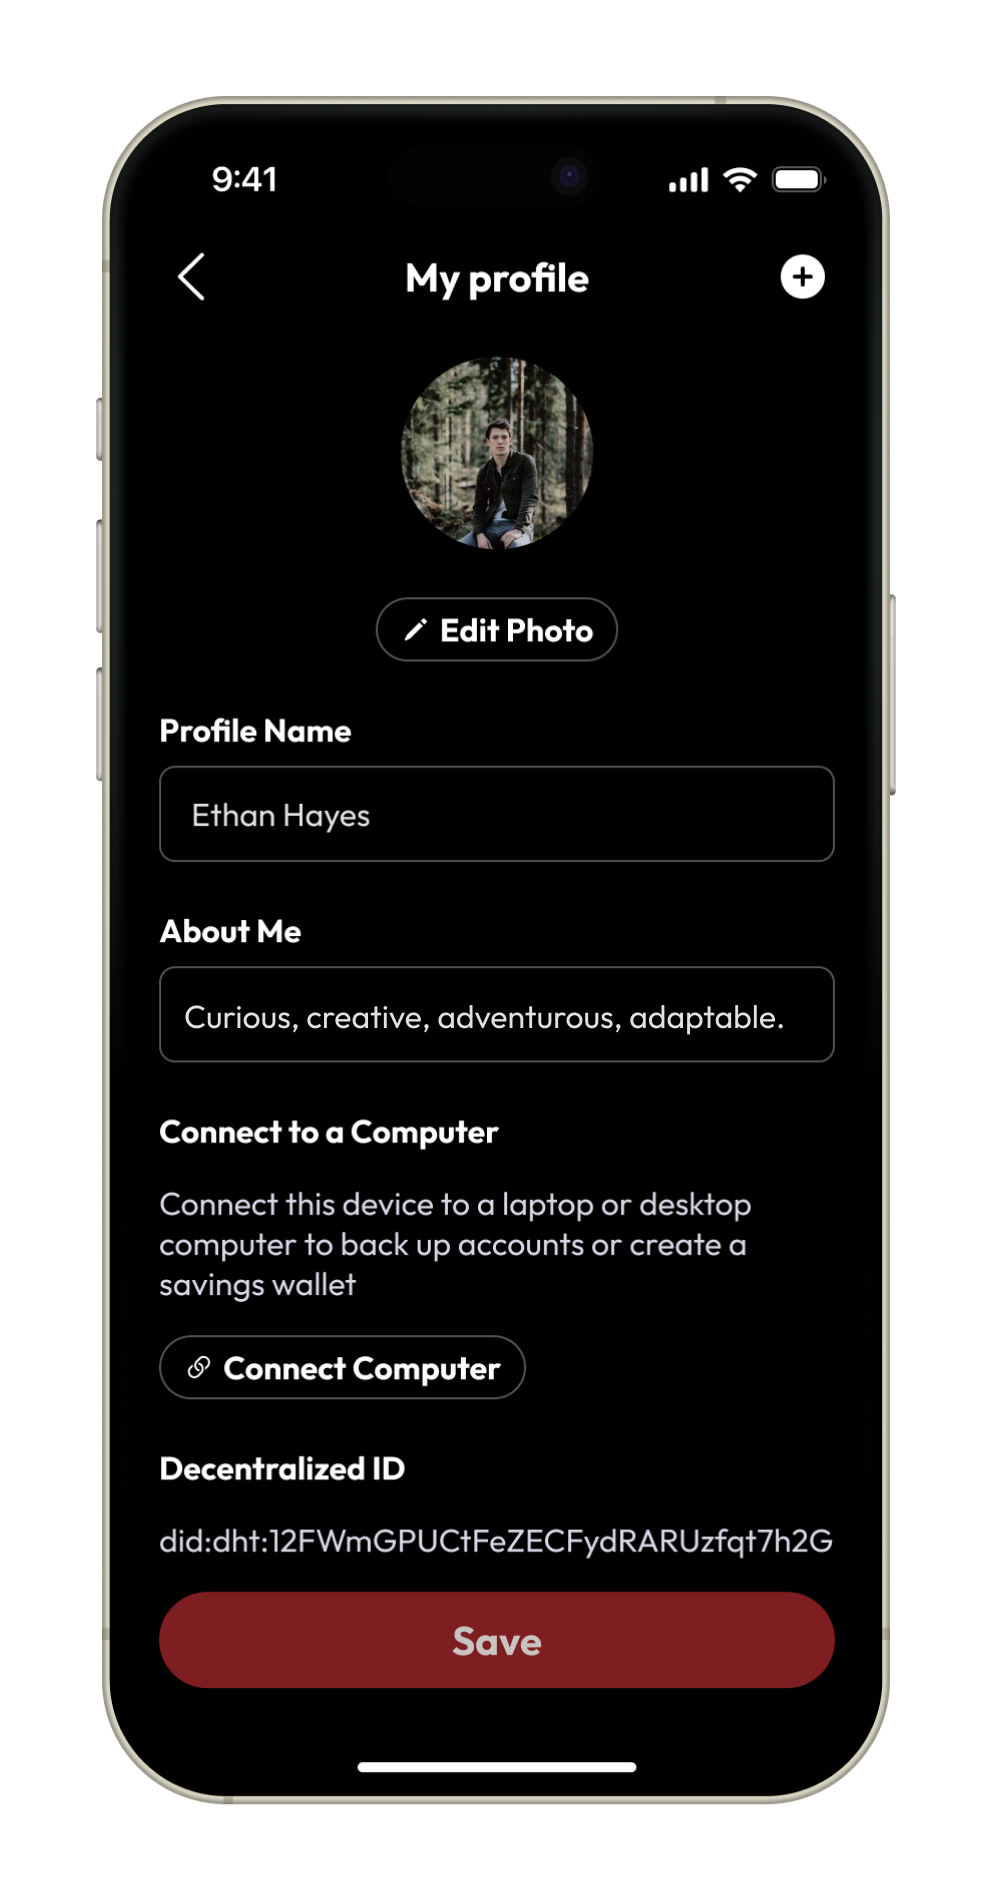 9:41
My profile
Edit Photo
Profile Name
Ethan Hayes
About Me
Curious, creative, adventurous, adaptable.
Connect to a Computer
Connect this device to a laptop or desktop
computer to back up accounts or create a
savings wallet
Connect Computer
Decentralized ID
did:dht:12FWmGPUCtFeZECFydRARUzfqt7h2G
Save